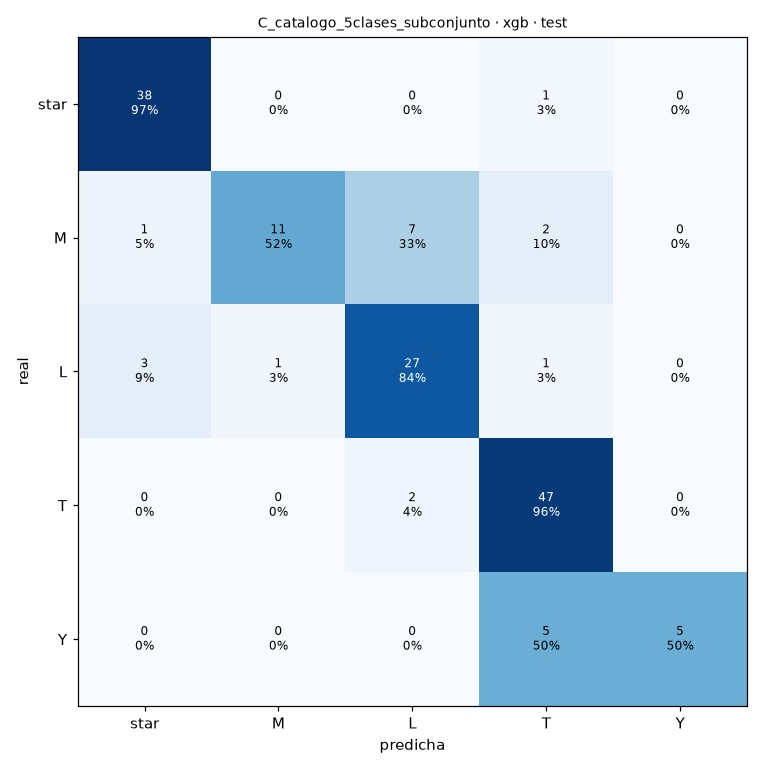 C_catalogo_5clases_subconjunto · xgb · test
star
38 0 0 1 0
97% 0% 0% 3% 0%
M
1 11 7 2 0
5% 52% 33% 10% 0%
real
L
3 1 27 1 0
9% 3% 84% 3% 0%
T
0 0 2 47 0
0% 0% 4% 96% 0%
Y
0 0 0 5 5
0% 0% 0% 50% 50%
star M L T Y
predicha